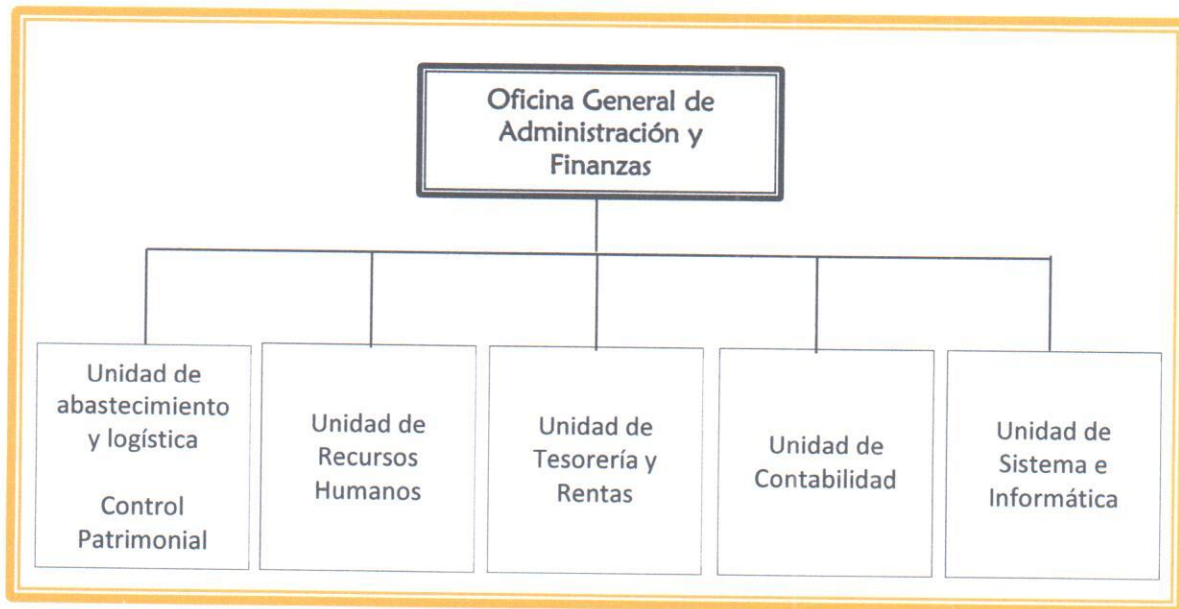 Oficina General de
Administración y
Finanzas
Unidad de
abastecimiento
y logística
Control
Patrimonial
Unidad de
Recursos
Humanos
Unidad de
Tesorería y
Rentas
Unidad de
Contabilidad
Unidad de
Sistema e
Informática